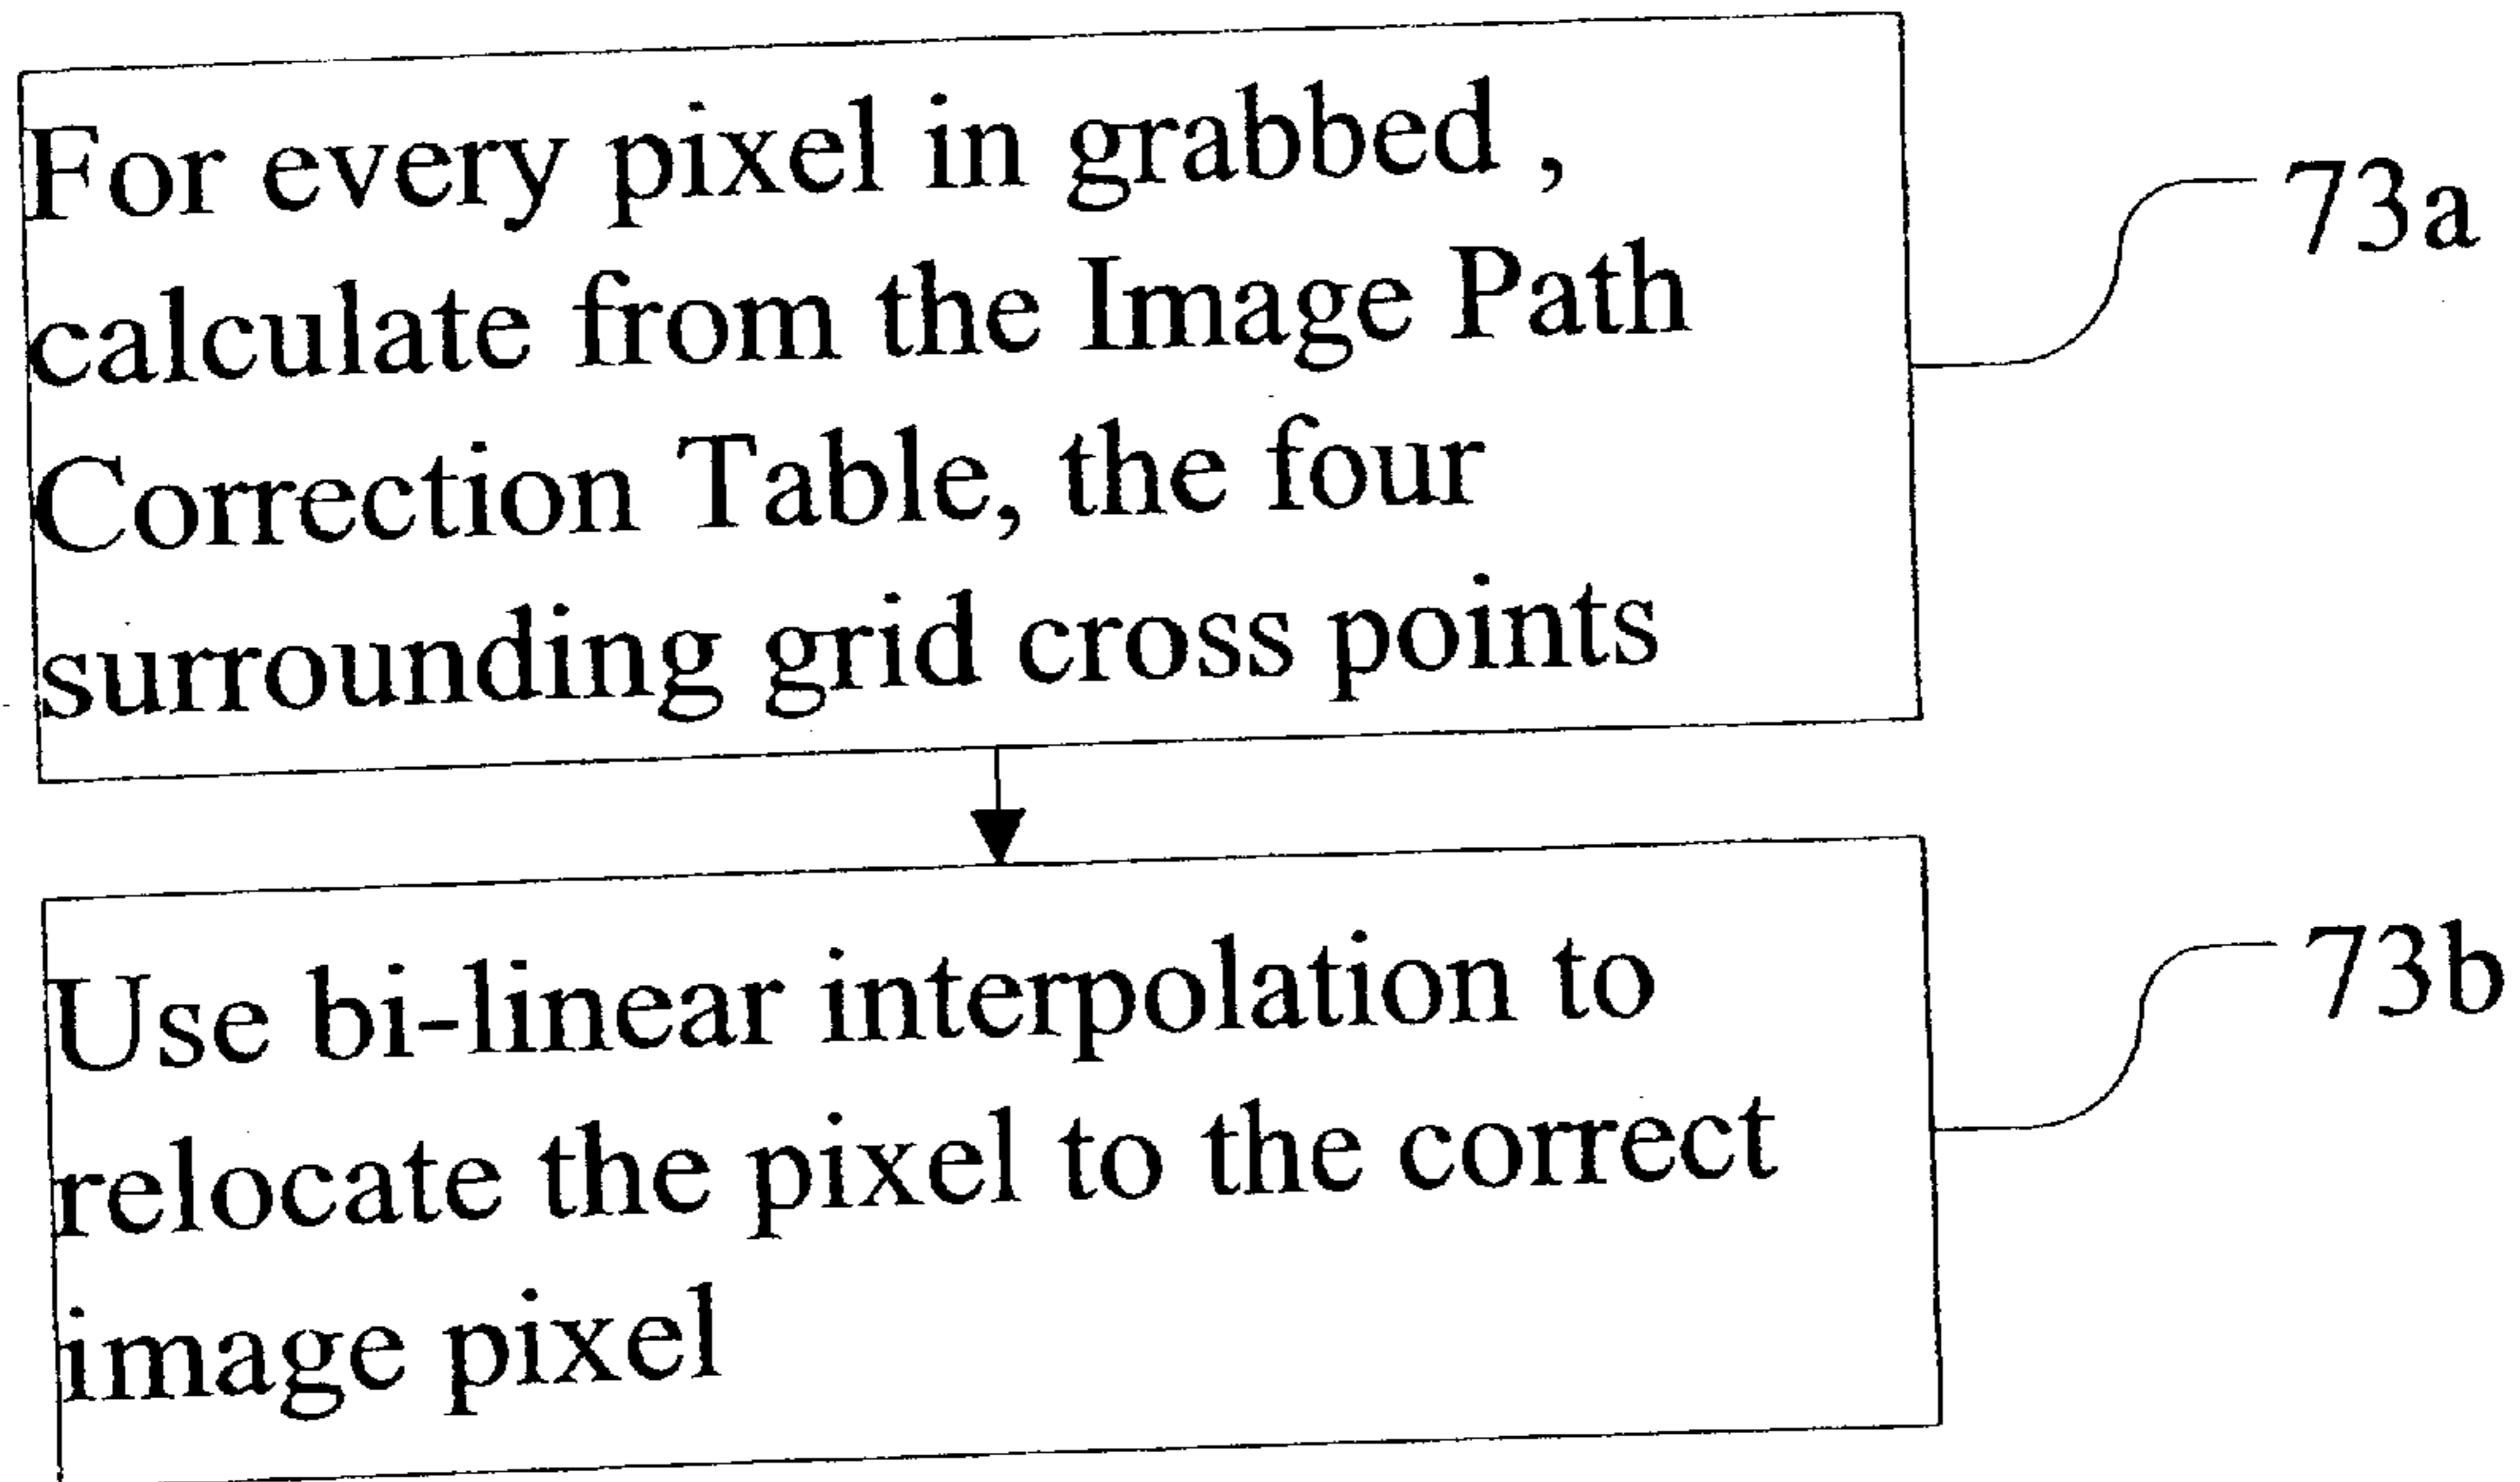 For every pixel in grabbed ,
calculate from the Image Path
Correction Table, the four
surrounding grid cross points
73a
Use bi-linear interpolation to
relocate the pixel to the correct
image pixel
73b